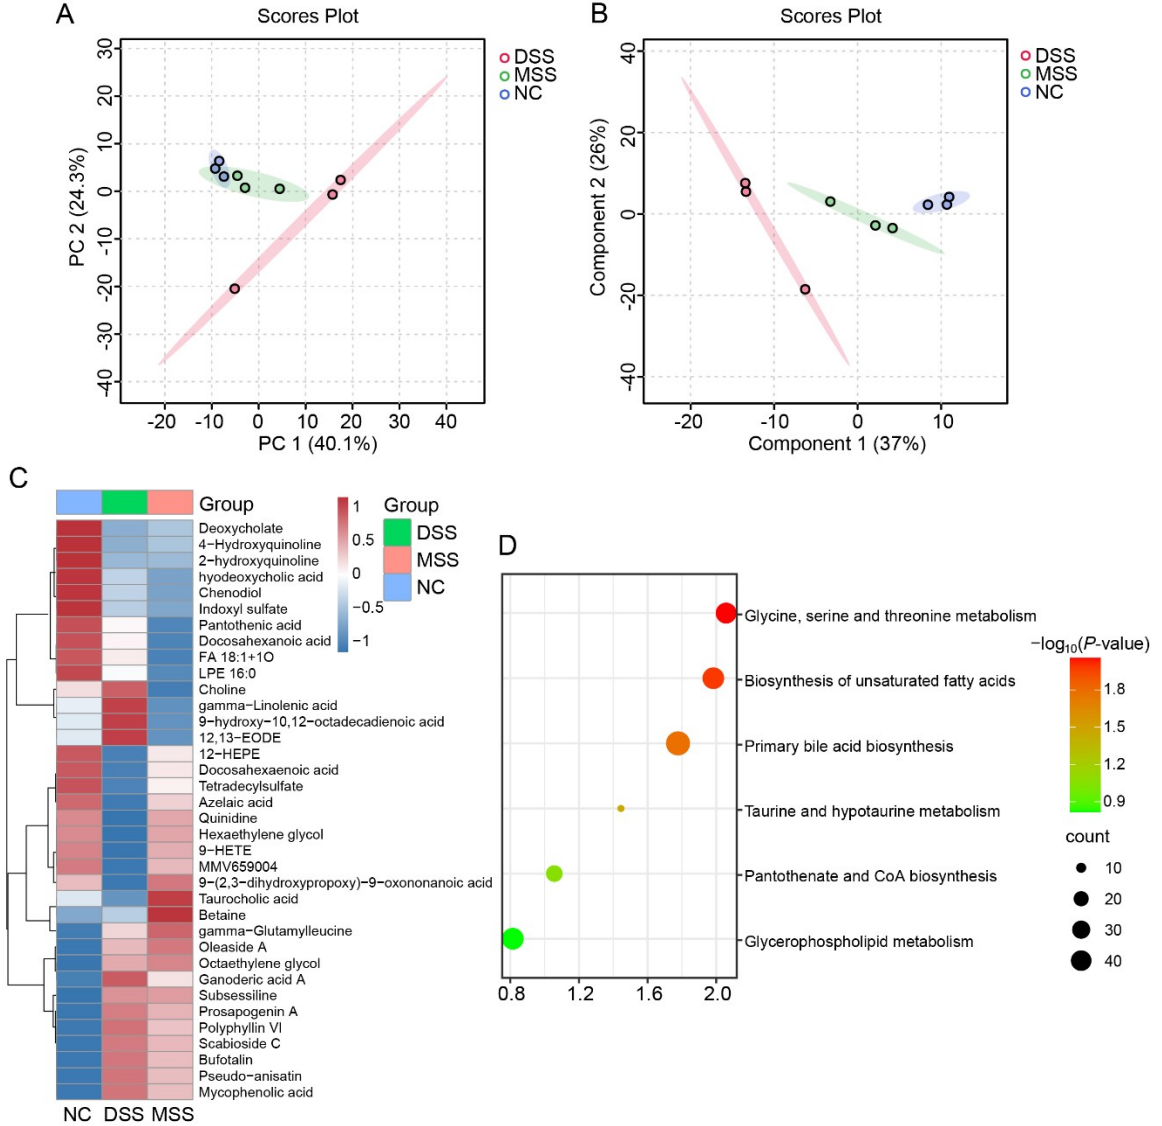 A
Scores Plot
DSS
MSS
NC
30
20
10
0
-10
-20
-30
-40
PC 2 (24.3%)
-20 -10 0 10 20 30 40
PC 1 (40.1%)
B
Scores Plot
DSS
MSS
NC
40
20
0
-20
-40
Component 2 (26%)
-20 -10 0 10
Component 1 (37%)
C
Group
Deoxycholate
4−Hydroxyquinoline
2−hydroxyquinoline
hyodeoxycholic acid
Chenodiol
Indoxyl sulfate
Pantothenic acid
Docosahexanoic acid
FA 18:1+1O
LPE 16:0
Choline
gamma−Linolenic acid
9−hydroxy−10,12−octadecadienoic acid
12,13−EODE
12−HEPE
Docosahexaenoic acid
Tetradecylsulfate
Azelaic acid
Quinidine
Hexaethylene glycol
9−HETE
MMV659004
9−(2,3−dihydroxypropoxy)−9−oxononanoic acid
Taurocholic acid
Betaine
gamma−Glutamylleucine
Oleaside A
Octaethylene glycol
Ganoderic acid A
Subsessiline
Prosapogenin A
Polyphyllin VI
Scabioside C
Bufotalin
Pseudo−anisatin
Mycophenolic acid
NC DSS MSS
1
0.5
0
−0.5
−1
Group
DSS
MSS
NC
D
Glycine, serine and threonine metabolism
Biosynthesis of unsaturated fatty acids
Primary bile acid biosynthesis
Taurine and hypotaurine metabolism
Pantothenate and CoA biosynthesis
Glycerophospholipid metabolism
0.8 1.2 1.6 2.0
−log10(P-value)
1.8
1.5
1.2
0.9
count
10
20
30
40